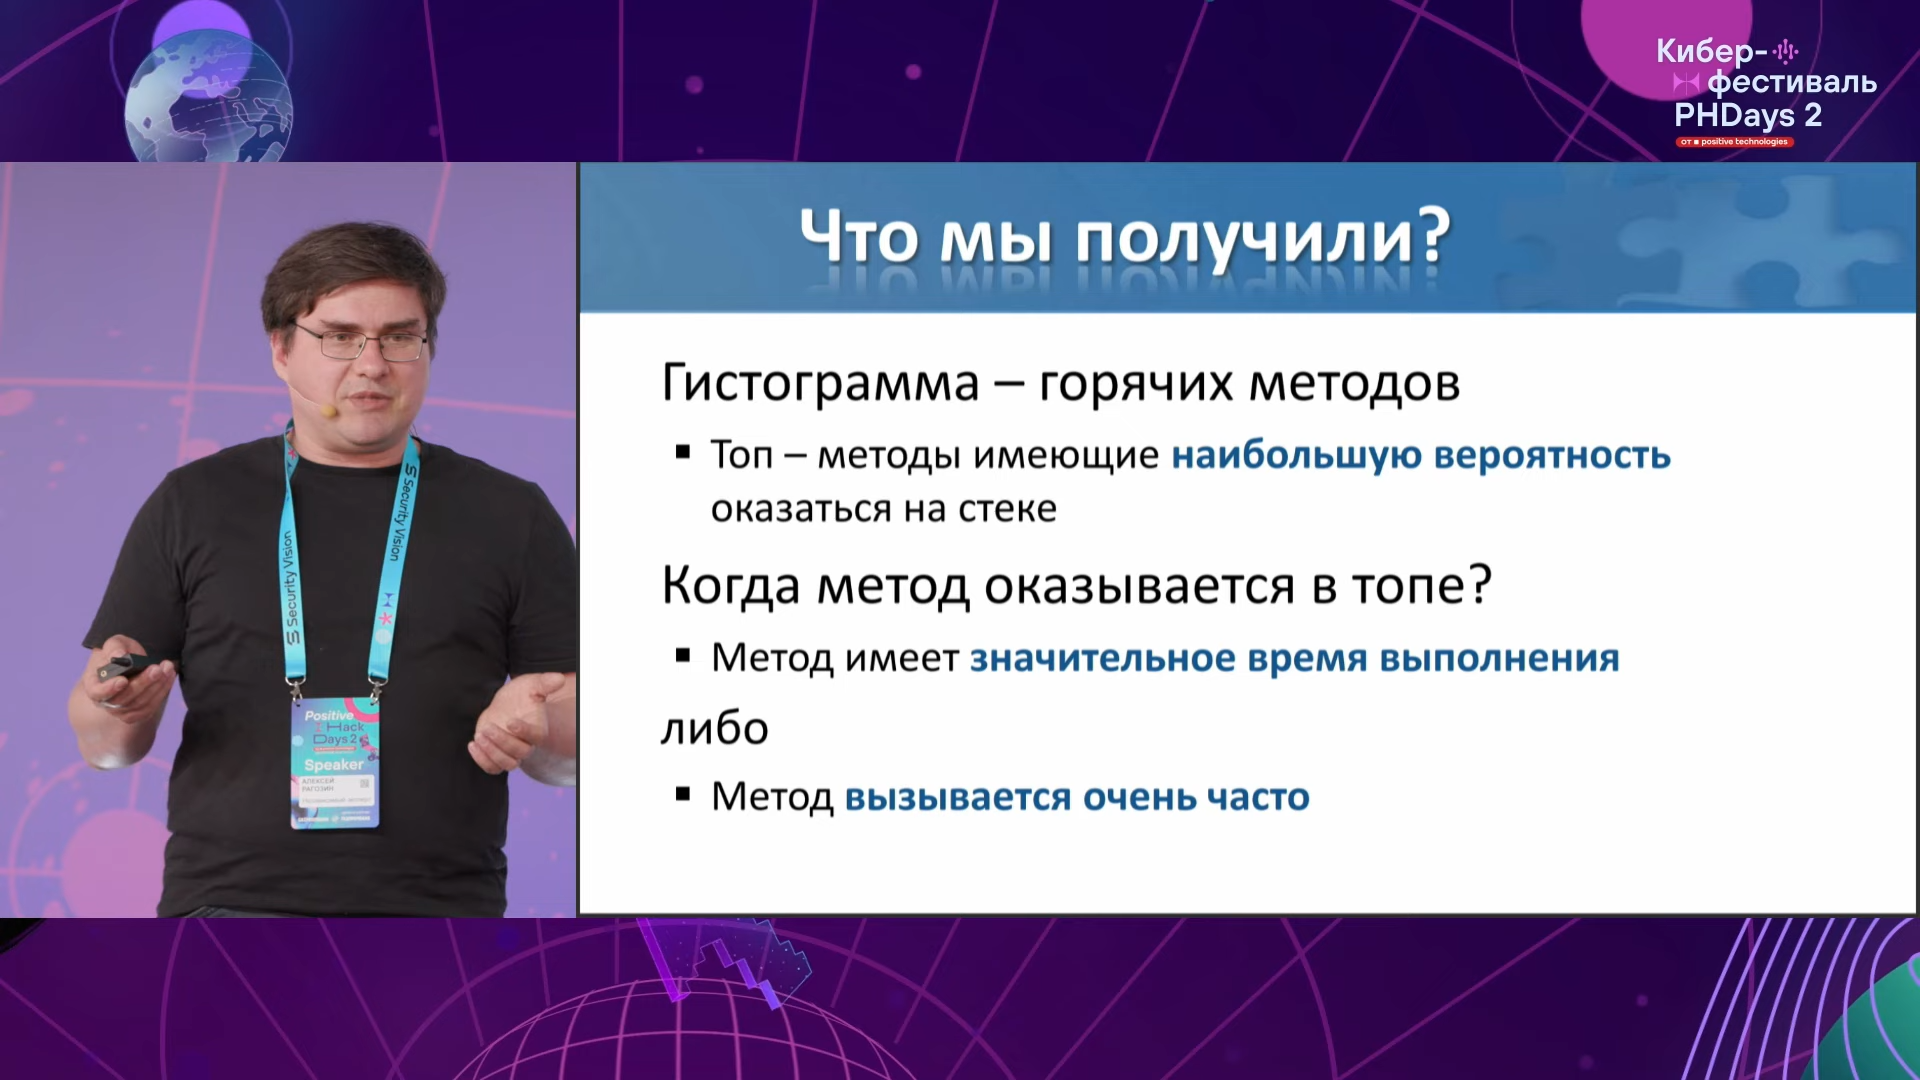 Кибер-
фестиваль
PHDays 2
от positive technologies
Что мы получили?
Гистограмма – горячих методов
▪ Топ – методы имеющие наибольшую вероятность
оказаться на стеке
Когда метод оказывается в топе?
▪ Метод имеет значительное время выполнения
либо
▪ Метод вызывается очень часто
Security Vision
Security Vision
Positive
Hack
Days 2
Speaker
АЛЕКСЕЙ
РАГОЗИН